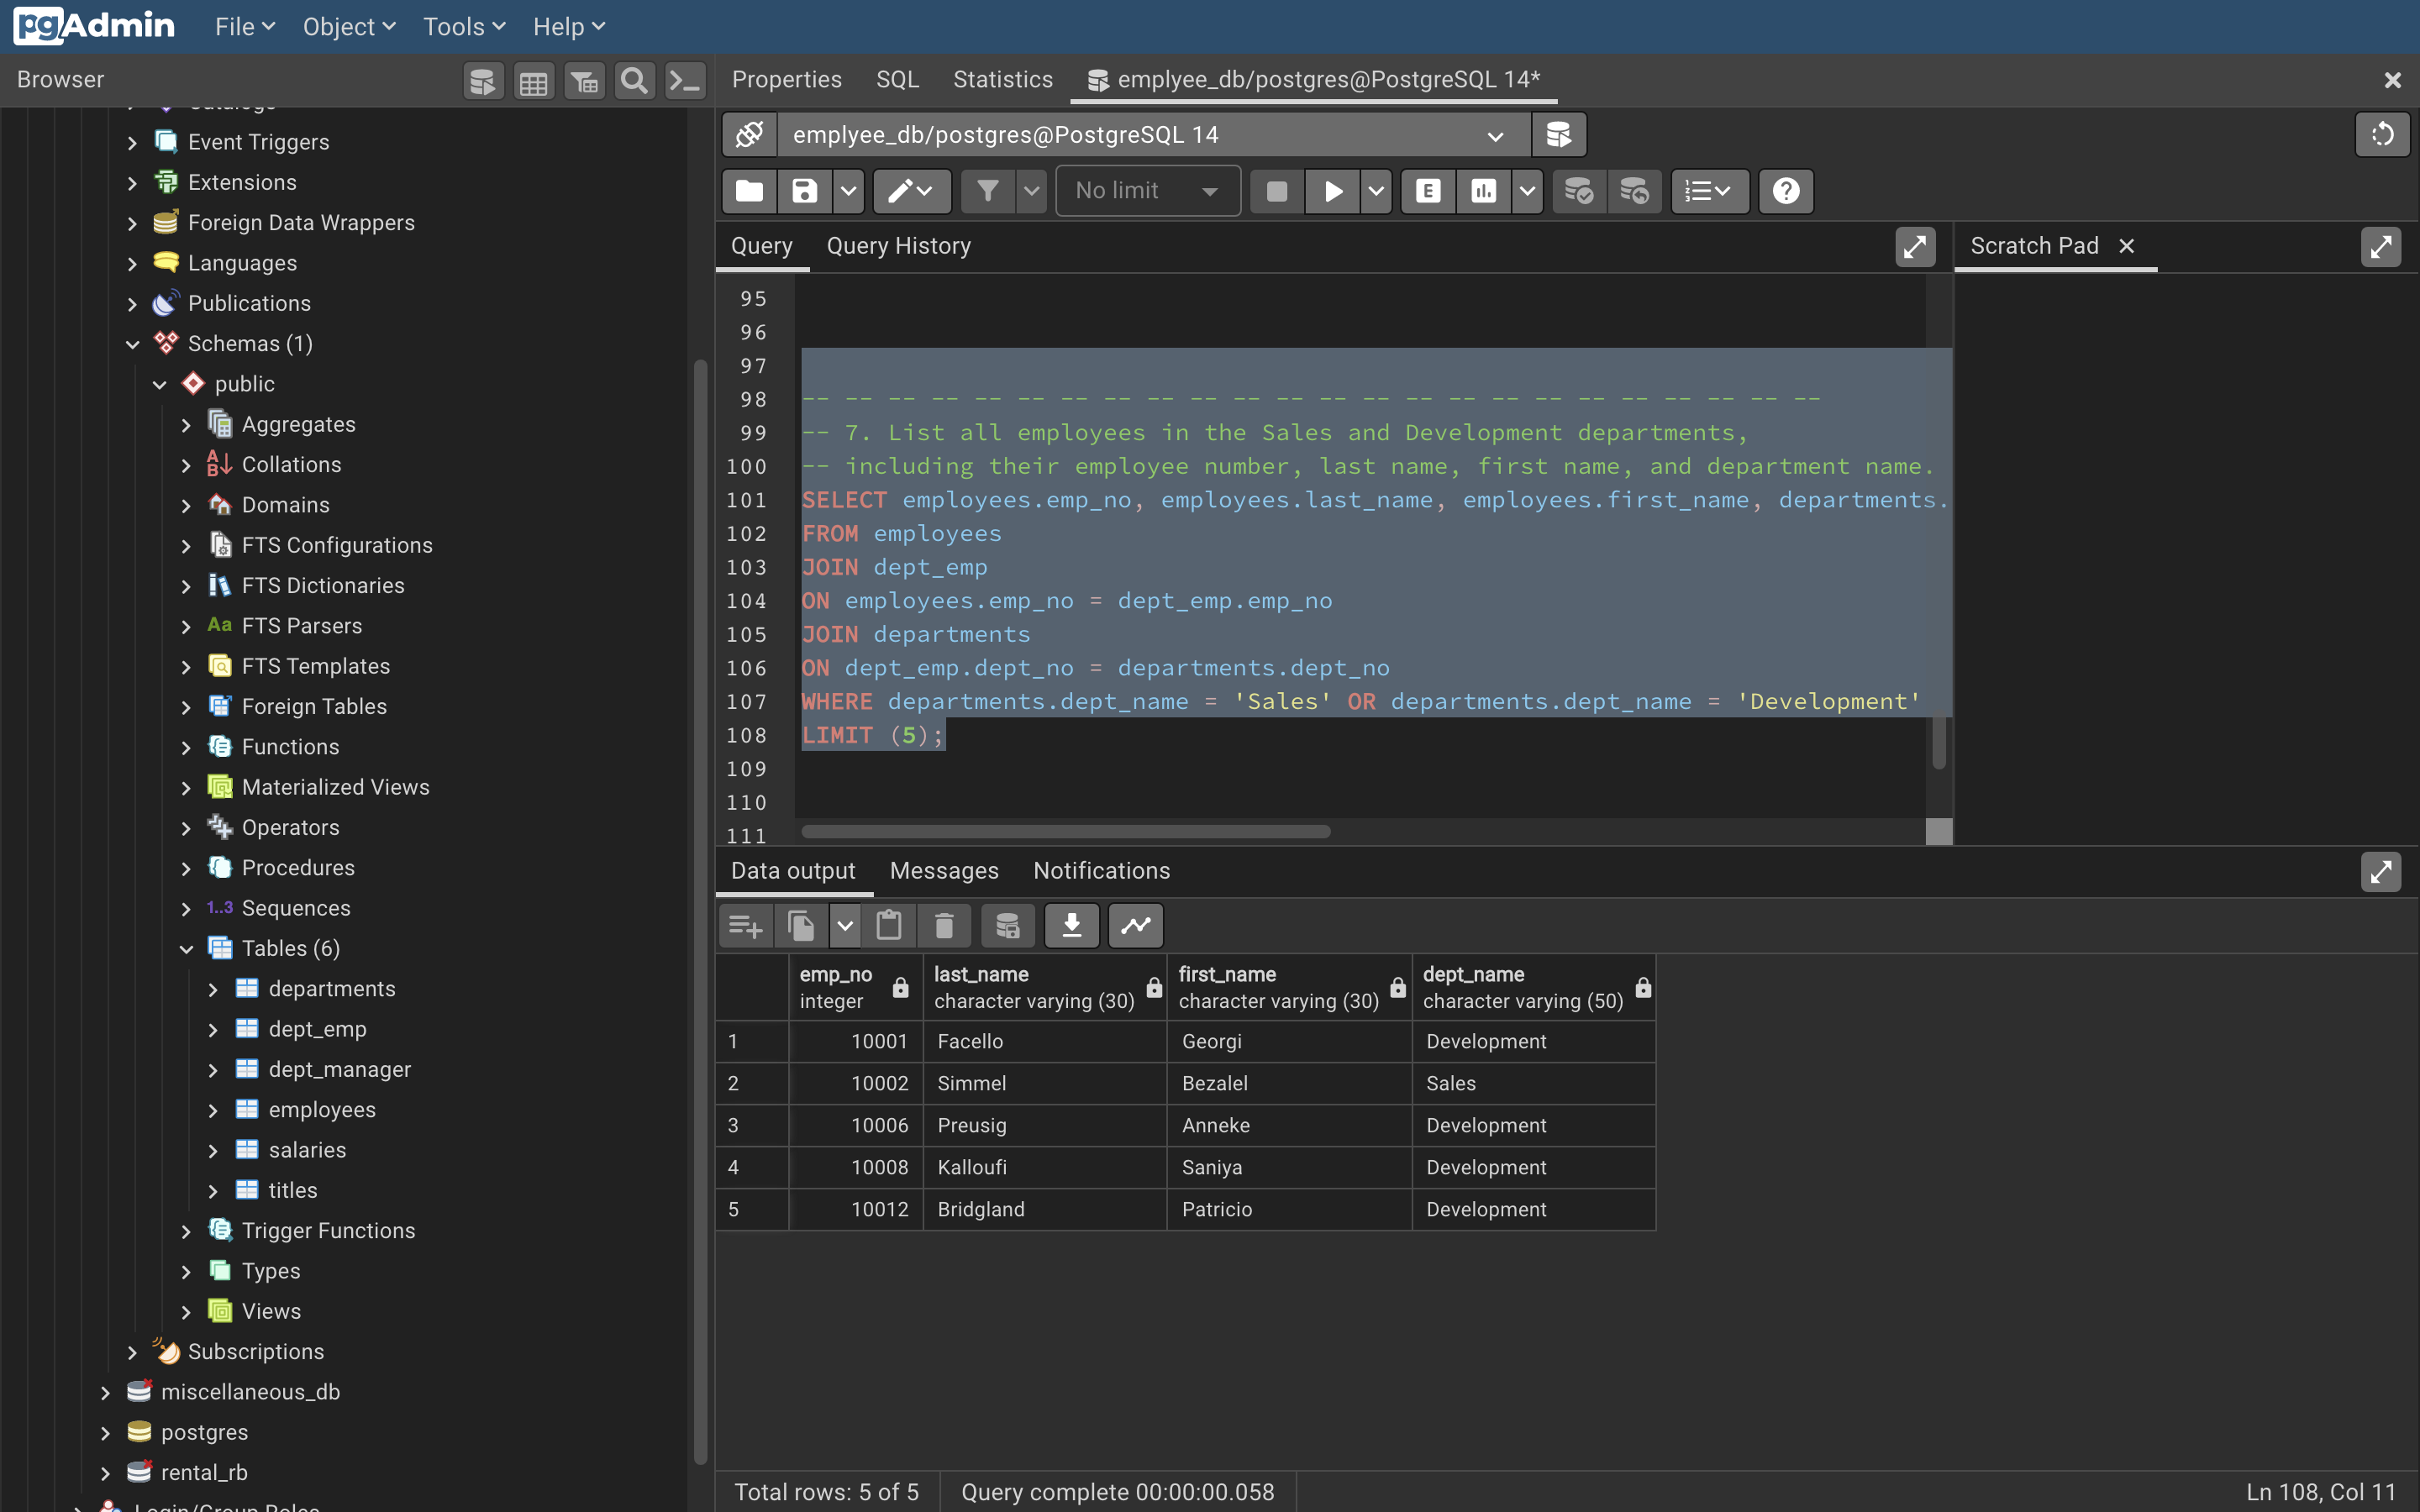 pgAdmin File Object Tools Help
Browser
Properties SQL Statistics emplyee_db/postgres@PostgreSQL 14*
Catalogs
Event Triggers
Extensions
Foreign Data Wrappers
Languages
Publications
Schemas (1)
public
Aggregates
Collations
Domains
FTS Configurations
FTS Dictionaries
Aa FTS Parsers
FTS Templates
Foreign Tables
Functions
Materialized Views
Operators
Procedures
1..3 Sequences
Tables (6)
departments
dept_emp
dept_manager
employees
salaries
titles
Trigger Functions
Types
Views
Subscriptions
miscellaneous_db
postgres
rental_rb
Login/Group Roles
emplyee_db/postgres@PostgreSQL 14
No limit E
Query Query History
Scratch Pad
95
96
97
98 -- -- -- -- -- -- -- -- -- -- -- -- -- -- -- -- -- -- -- -- -- -- -- --
99 -- 7. List all employees in the Sales and Development departments,
100 -- including their employee number, last name, first name, and department name.
101 SELECT employees.emp_no, employees.last_name, employees.first_name, departments.
102 FROM employees
103 JOIN dept_emp
104 ON employees.emp_no = dept_emp.emp_no
105 JOIN departments
106 ON dept_emp.dept_no = departments.dept_no
107 WHERE departments.dept_name = 'Sales' OR departments.dept_name = 'Development'
108 LIMIT (5);
109
110
111
Data output Messages Notifications
emp_no last_name first_name dept_name
integer character varying (30) character varying (30) character varying (50)
1 10001 Facello Georgi Development
2 10002 Simmel Bezalel Sales
3 10006 Preusig Anneke Development
4 10008 Kalloufi Saniya Development
5 10012 Bridgland Patricio Development
Total rows: 5 of 5 Query complete 00:00:00.058 Ln 108, Col 11